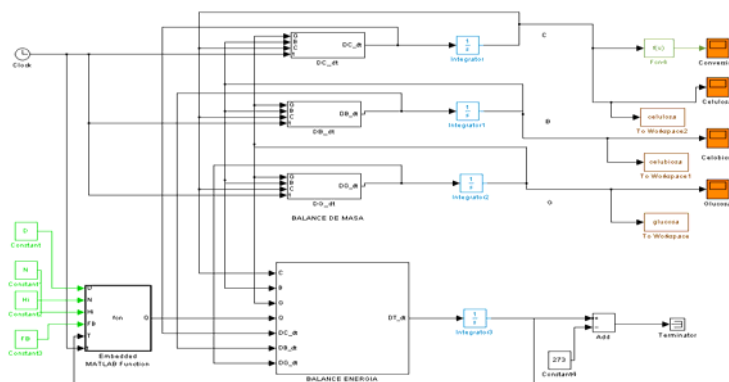 Clock
G
B
C
t
DC_dt
DC_dt
1
s
Integrator
C
f(u)
Fcn4
Conversio
G
B
C
t
DB_dt
DB_dt
1
s
Integrator1
B
celulosa
To Workspace2
Celulosa
G
B
C
t
DG_dt
DG_dt
1
s
Integrator2
G
celubiosa
To Workspace1
Celobiosa
BALANCE DE MASA
glucosa
To Workspace
Glucosa
D
Constant
N
Constant1
Hi
Constant2
FB
Constant3
D
N
Hi
FB
T
t
fcn
Q
Embedded
MATLAB Function
C
B
G
Q
DC_dt
DB_dt
DG_dt
DT_dt
BALANCE ENERGIA
1
s
Integrator3
273
Constant4
Add
Terminator